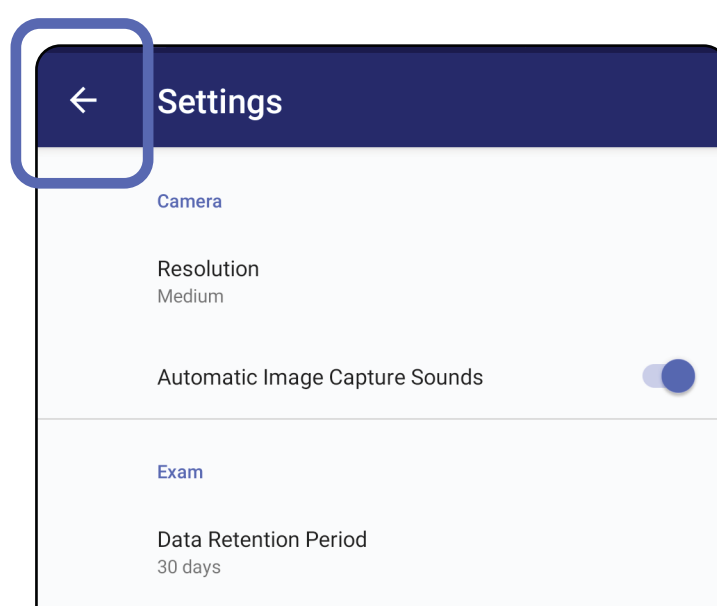 Settings
Camera
Resolution
Medium
Automatic Image Capture Sounds
Exam
Data Retention Period
30 days